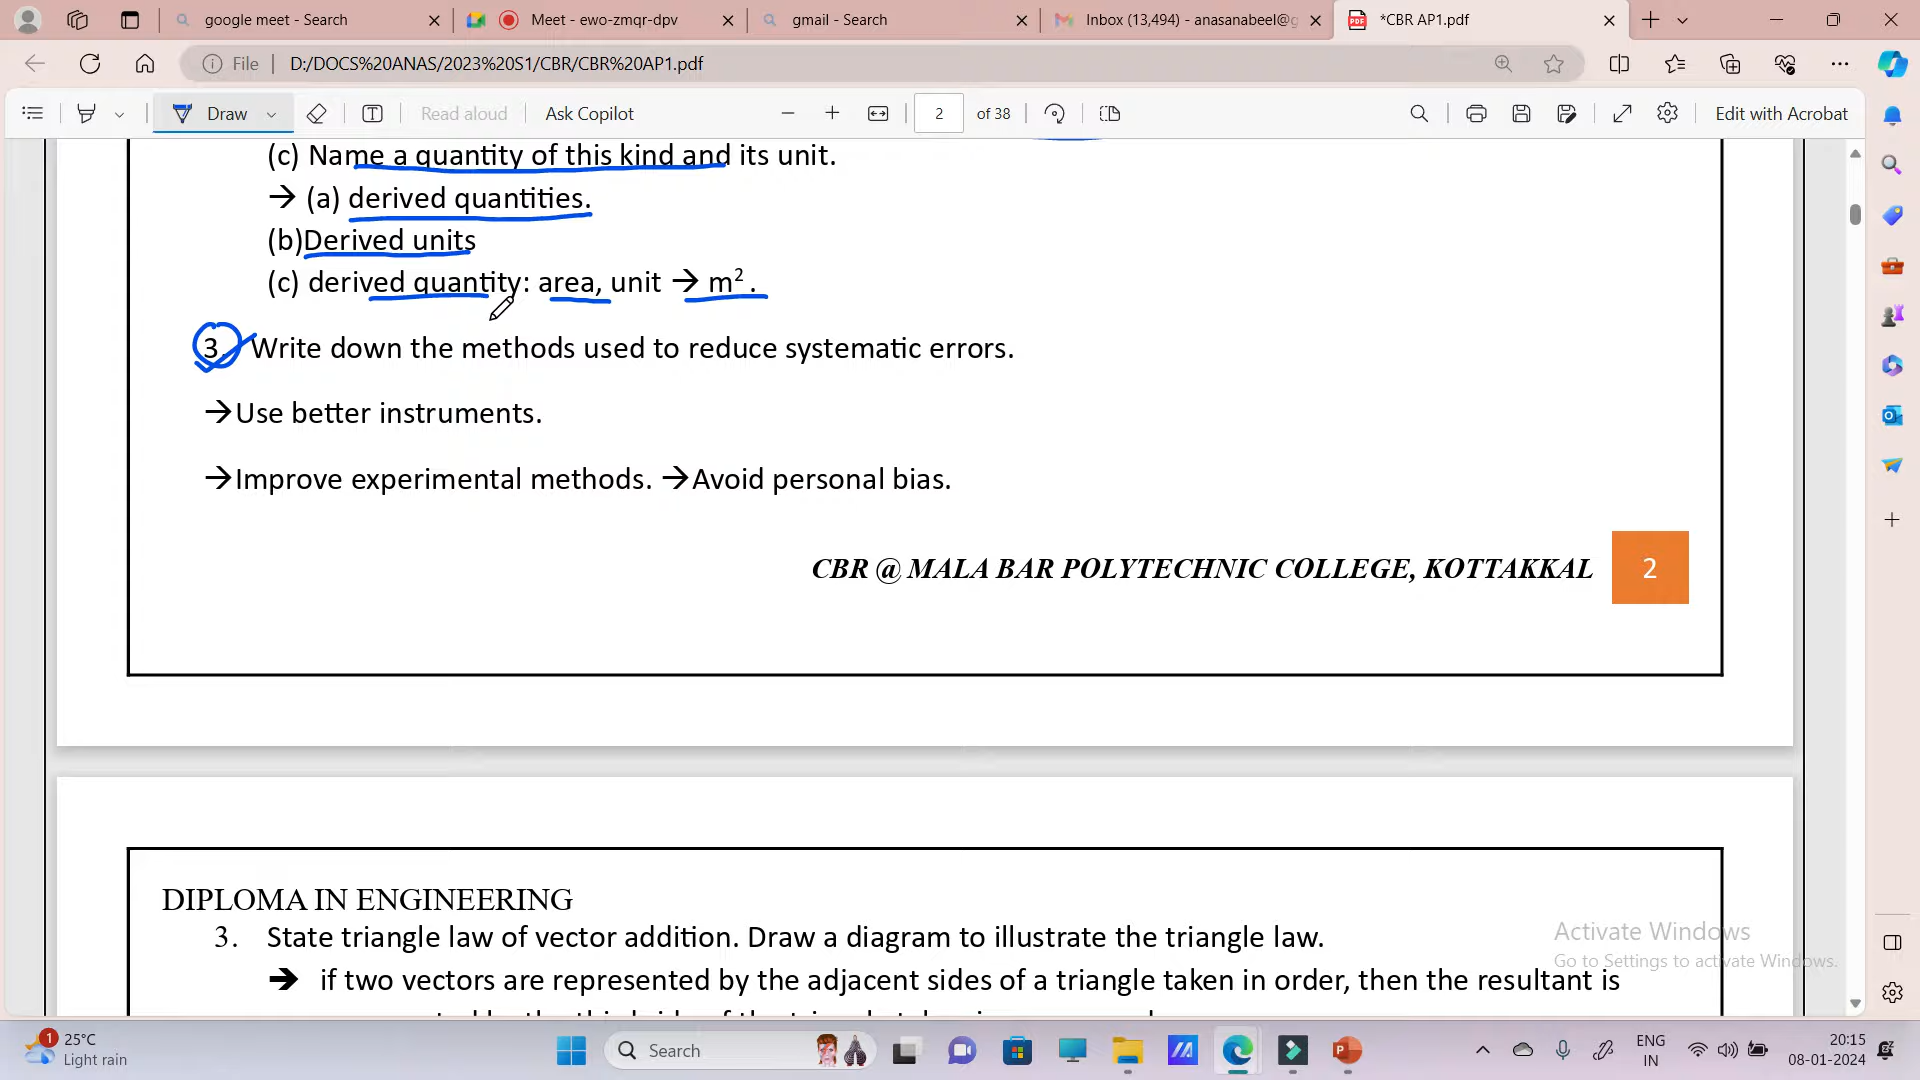 google meet - Search
Meet - ewo-zmqr-dpv
gmail - Search
Inbox (13,494) - anasanabeel@g
*CBR AP1.pdf
File
D:/DOCS%20ANAS/2023%20S1/CBR/CBR%20AP1.pdf
Draw
Read aloud
Ask Copilot
2
of 38
Edit with Acrobat
(c) Name a quantity of this kind and its unit.
→ (a) derived quantities.
(b)Derived units
(c) derived quantity: area, unit → m².
3. Write down the methods used to reduce systematic errors.
→Use better instruments.
→Improve experimental methods. →Avoid personal bias.
CBR @ MALA BAR POLYTECHNIC COLLEGE, KOTTAKKAL 2
DIPLOMA IN ENGINEERING
3. State triangle law of vector addition. Draw a diagram to illustrate the triangle law.
→ if two vectors are represented by the adjacent sides of a triangle taken in order, then the resultant is
Activate Windows
Go to Settings to activate Windows.
1
25°C
Light rain
Search
ENG
IN
20:15
08-01-2024